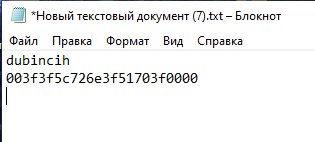 *Новый текстовый документ (7).txt – Блокнот
Файл Правка Формат Вид Справка
dubincih
003f3f5c726e3f51703f0000